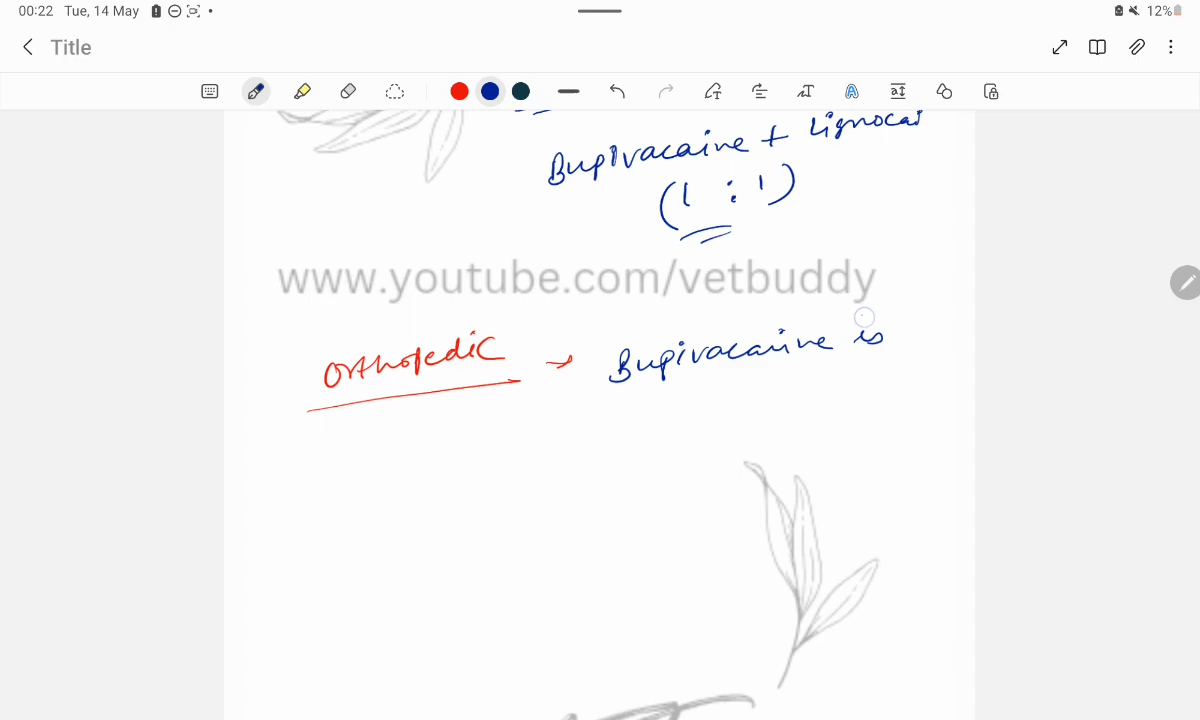 00:22 Tue, 14 May 12%
Title
Bupivacaine + Lignocai
(1 : 1)
www.youtube.com/vetbuddy
Orthopedic → Bupivacaine is